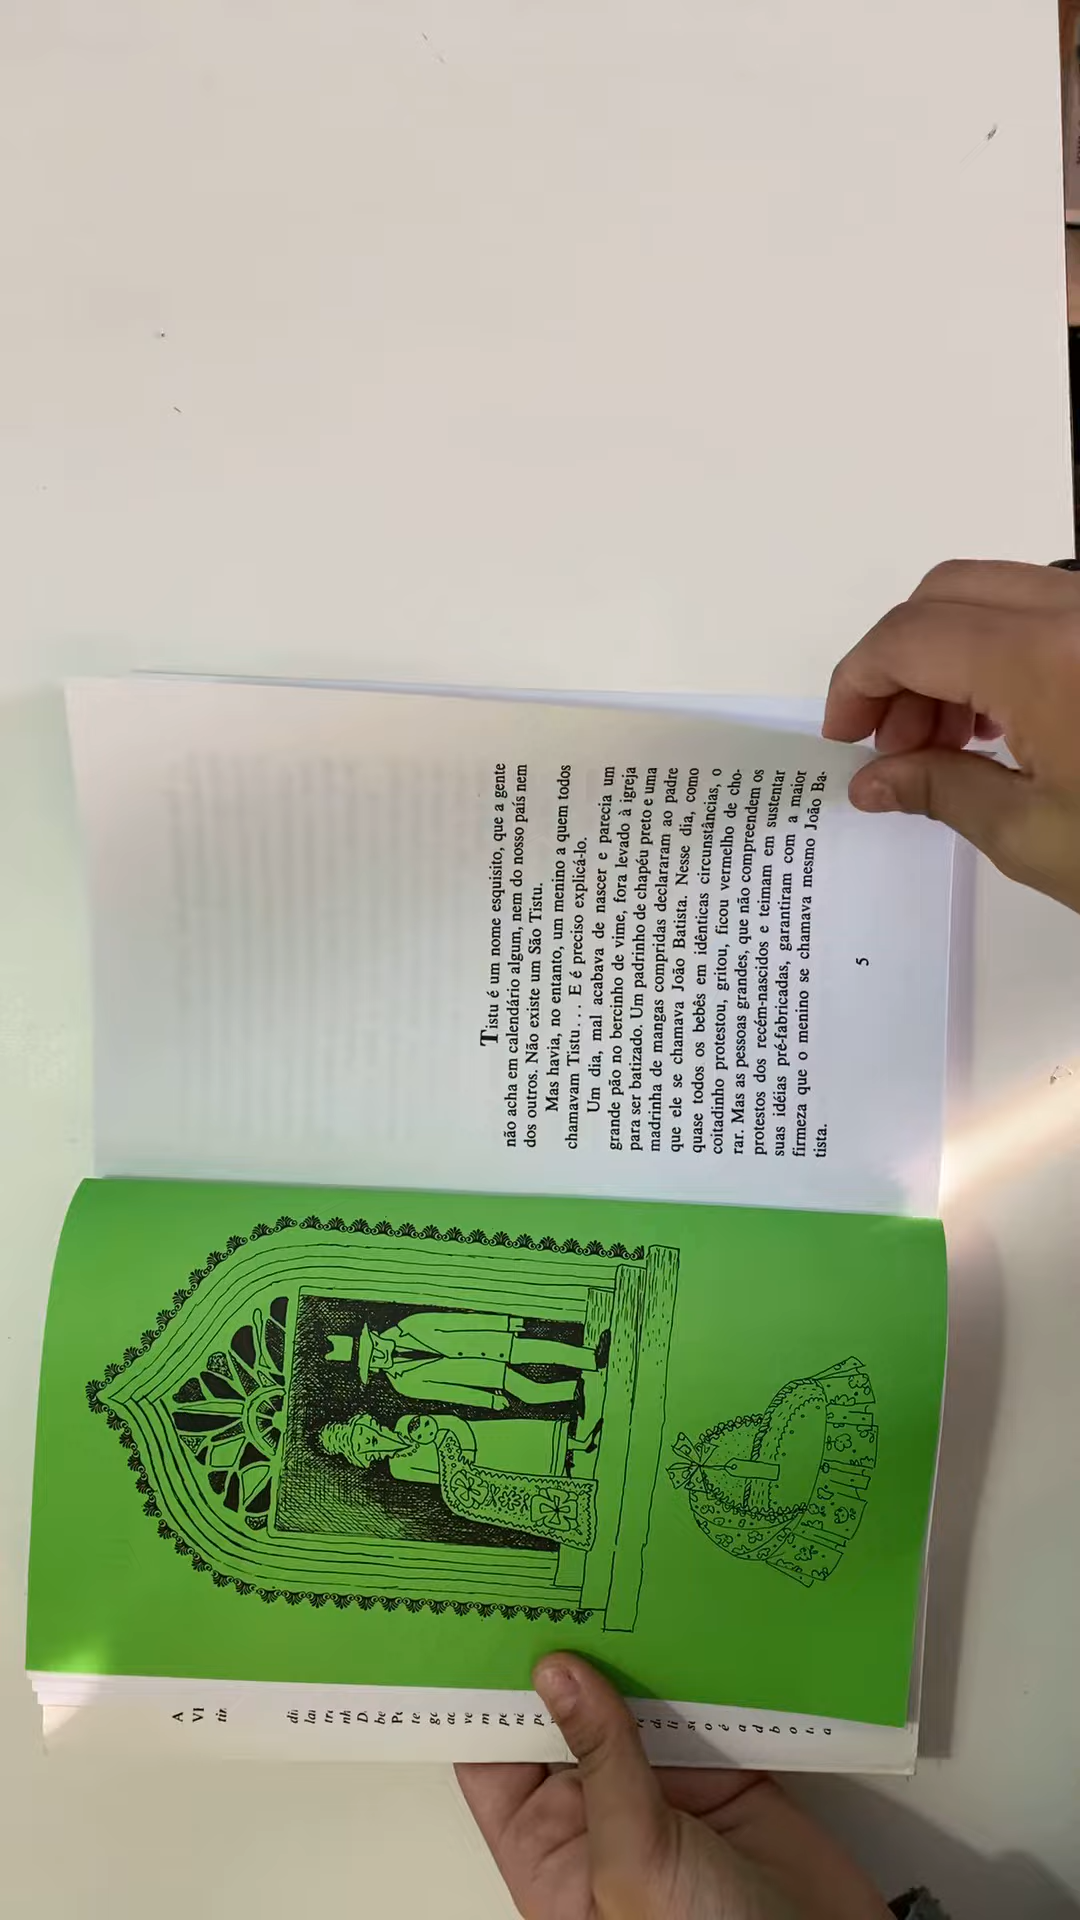 Tistu é um nome esquisito, que a gente
não acha em calendário algum, nem do nosso país nem
dos outros. Não existe um São Tistu.
Mas havia, no entanto, um menino a quem todos
chamavam Tistu... E é preciso explicá-lo.
Um dia, mal acabava de nascer e parecia um
grande pão no bercinho de vime, fora levado à igreja
para ser batizado. Um padrinho de chapéu preto e uma
madrinha de mangas compridas declararam ao padre
que ele se chamava João Batista. Nesse dia, como
quase todos os bebês em idênticas circunstâncias, o
coitadinho protestou, gritou, ficou vermelho de cho-
rar. Mas as pessoas grandes, que não compreendem os
protestos dos recém-nascidos e teimam em sustentar
suas idéias pré-fabricadas, garantiram com a maior
firmeza que o menino se chamava mesmo João Ba-
tista.
5